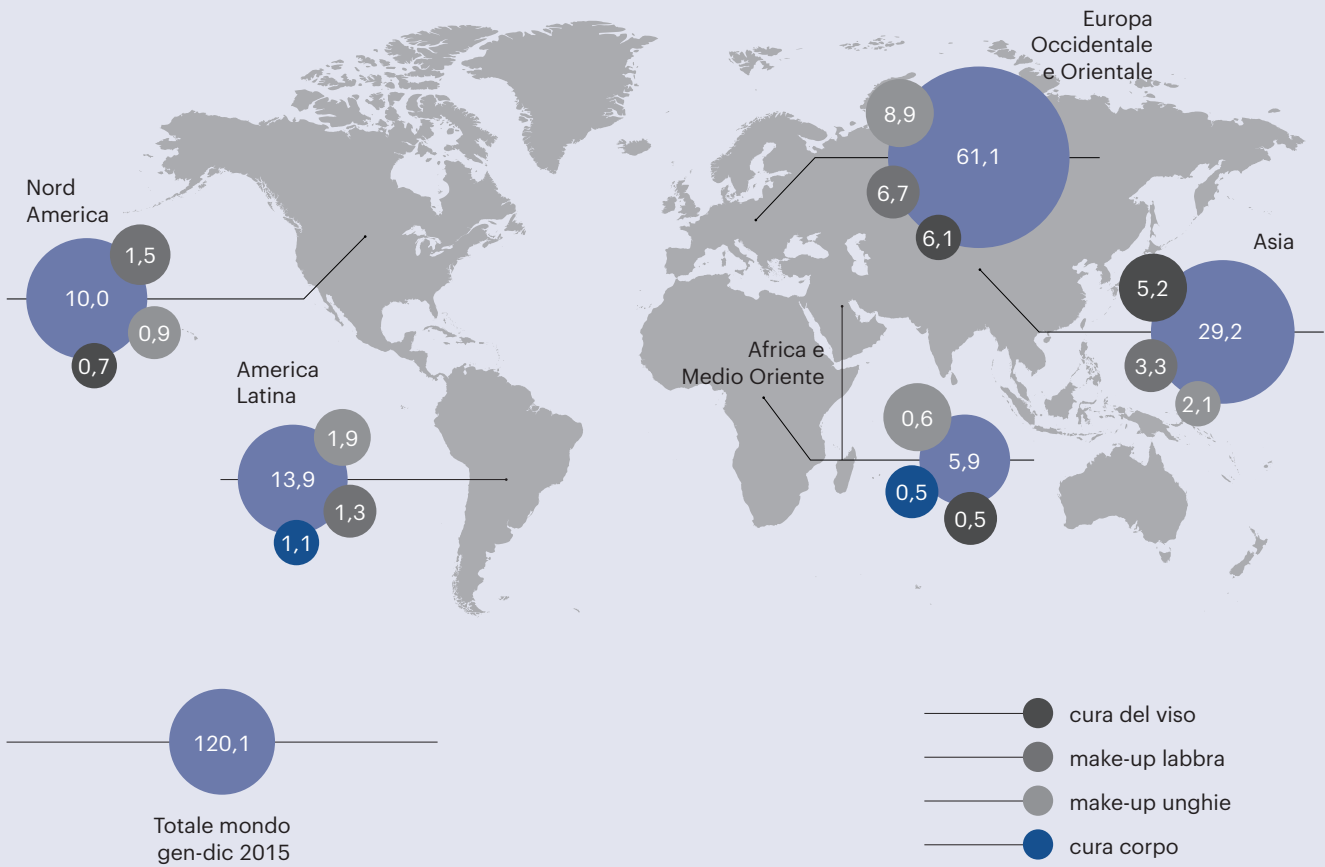 Europa
Occidentale
e Orientale
8,9
61,1
6,7
6,1
Nord
America
1,5
10,0
0,9
0,7
Asia
5,2
29,2
3,3
2,1
America
Latina
1,9
13,9
1,3
1,1
Africa e
Medio Oriente
0,6
5,9
0,5
0,5
120,1
Totale mondo
gen-dic 2015
cura del viso
make-up labbra
make-up unghie
cura corpo